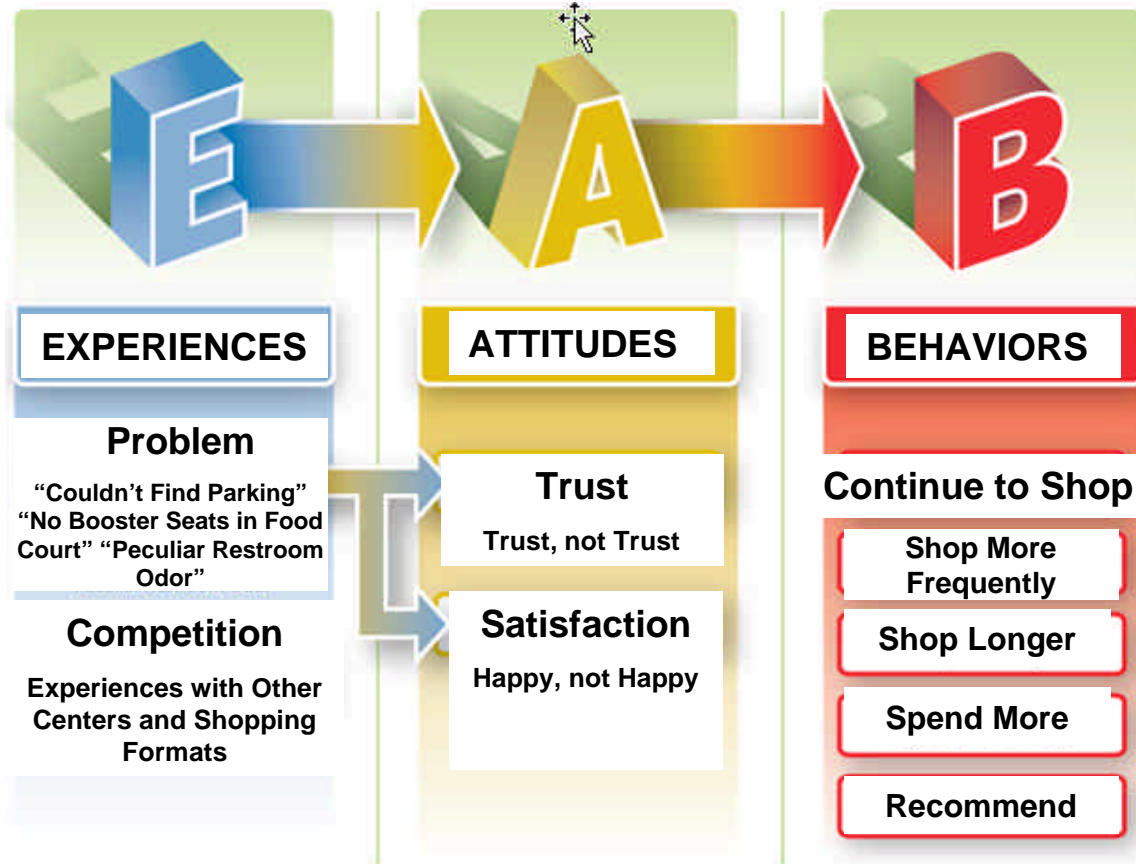 E
A
B
EXPERIENCES
Problem
“Couldn’t Find Parking”
“No Booster Seats in Food
Court” “Peculiar Restroom
Odor”
Competition
Experiences with Other
Centers and Shopping
Formats
ATTITUDES
Trust
Trust, not Trust
Satisfaction
Happy, not Happy
BEHAVIORS
Continue to Shop
Shop More
Frequently
Shop Longer
Spend More
Recommend